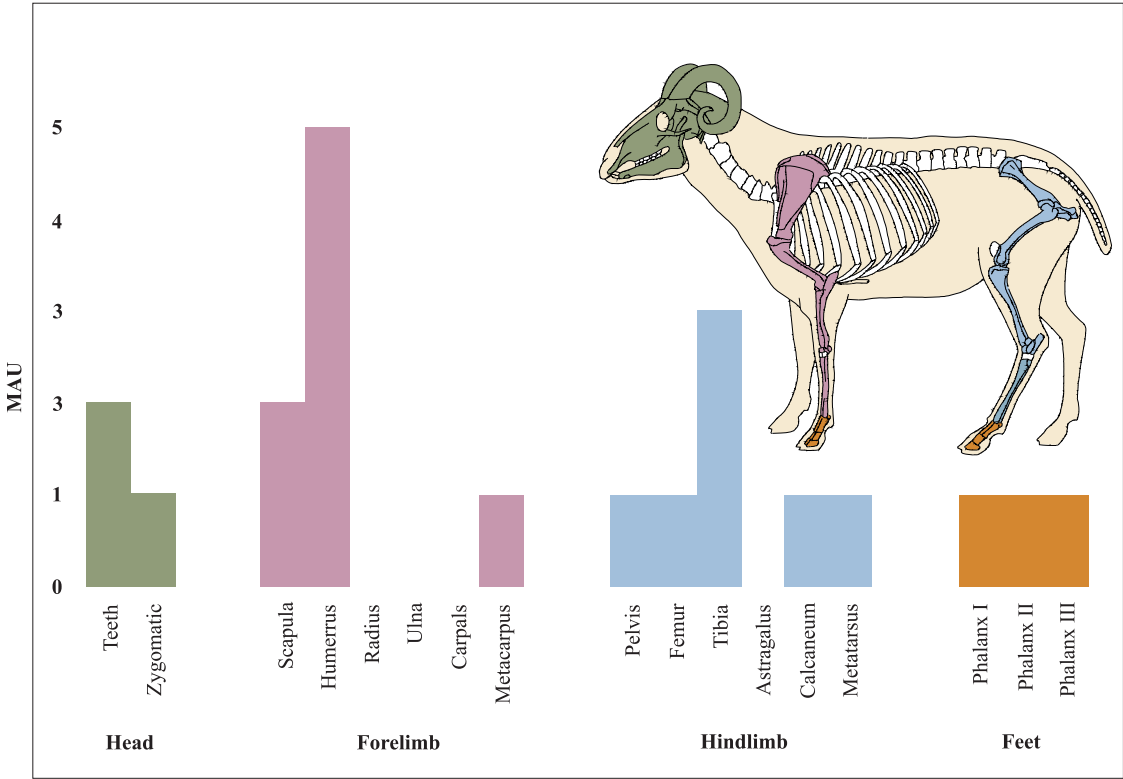 MAU
5
4
3
3
1
0
Teeth
Zygomatic
Scapula
Humerrus
Radius
Ulna
Carpals
Metacarpus
Pelvis
Femur
Tibia
Astragalus
Calcaneum
Metatarsus
Phalanx I
Phalanx II
Phalanx III
Head
Forelimb
Hindlimb
Feet